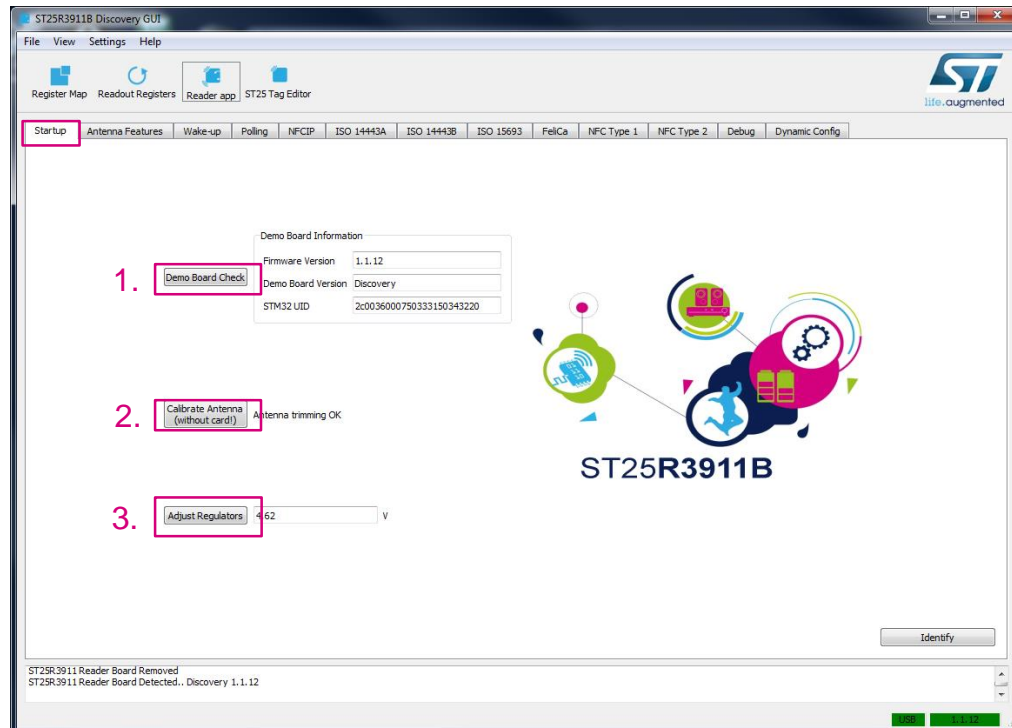 ST25R3911B Discovery GUI
File View Settings Help
Register Map Readout Registers Reader app ST25 Tag Editor
ST
life.augmented
Startup Antenna Features Wake-up Polling NFCIP ISO 14443A ISO 14443B ISO 15693 FeliCa NFC Type 1 NFC Type 2 Debug Dynamic Config
Demo Board Information
1. Demo Board Check
Firmware Version 1.1.12
Demo Board Version Discovery
STM32 UID 2c0036000750333150343220
2. Calibrate Antenna
(without card!)
Antenna trimming OK
ST25R3911B
3. Adjust Regulators 4.62 V
Identify
ST25R3911 Reader Board Removed
ST25R3911 Reader Board Detected.. Discovery 1.1.12
USB 1.1.12